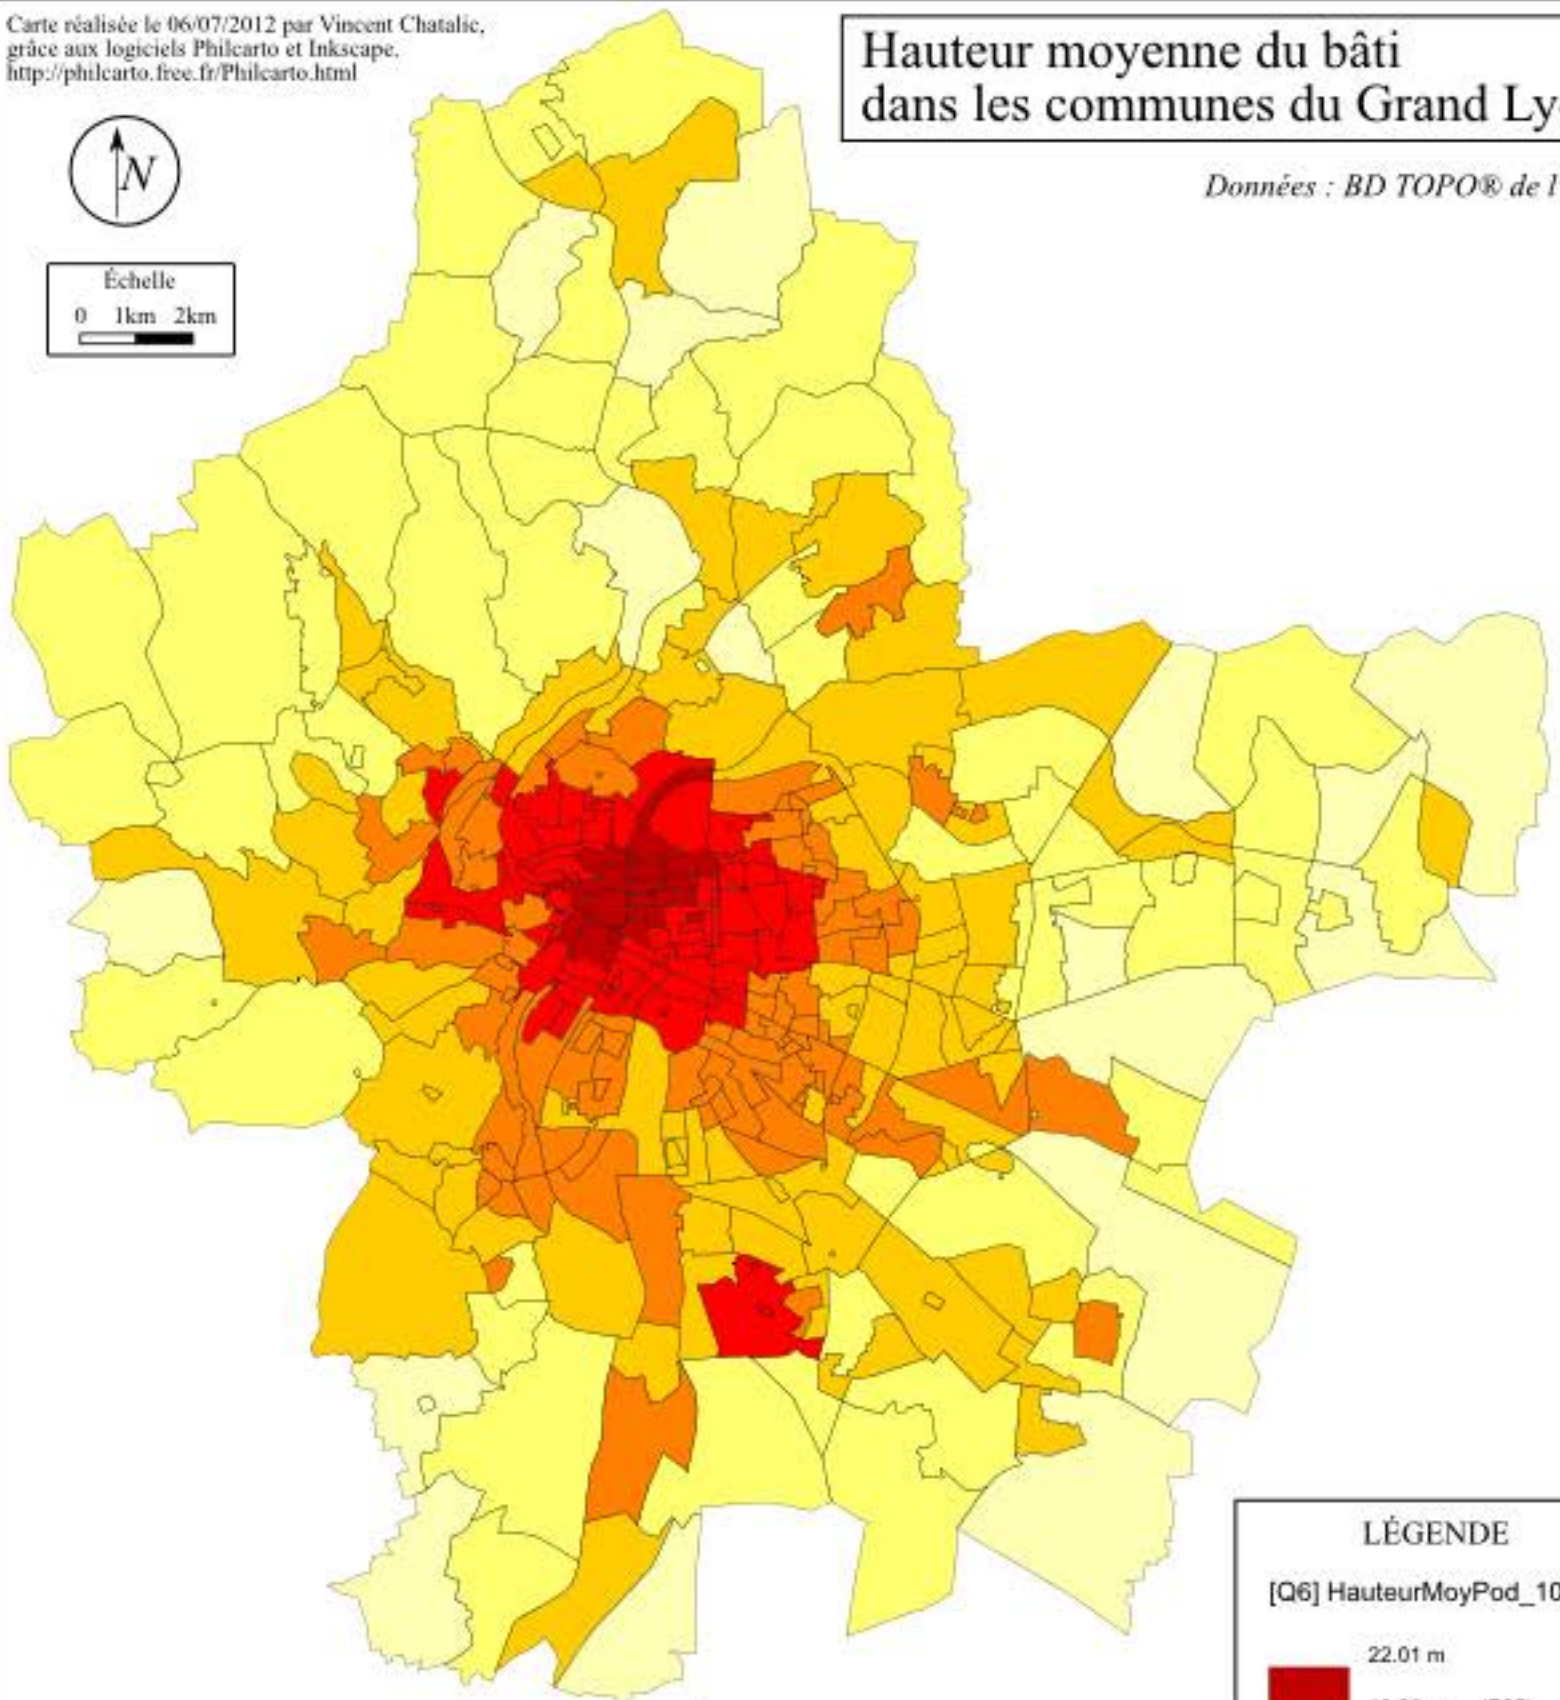 Carte réalisée le 06/07/2012 par Vincent Chatalic,
grâce aux logiciels Philcarto et Inkscape.
http://philcarto.free.fr/Philcarto.html
Hauteur moyenne du bâti
dans les communes du Grand Ly
Données : BD TOPO® de l
N
Échelle
0 1km 2km
LÉGENDE
[Q6] HauteurMoyPod_10
22.01 m